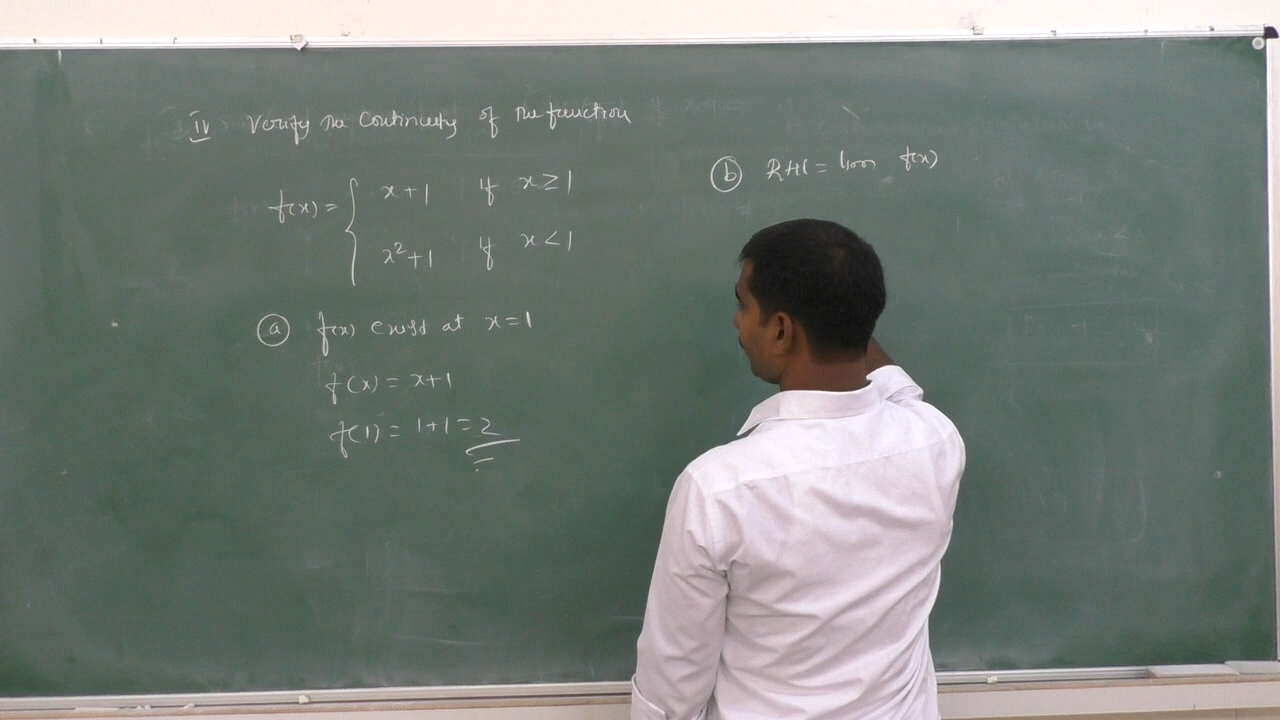 IV Verify the Continuity of the function
f(x) = { x+1 if x ≥ 1
x²+1 if x < 1
(a) f(x) exist at x=1
f(x) = x+1
f(1) = 1+1 = 2
(b) RHL = lim f(x)